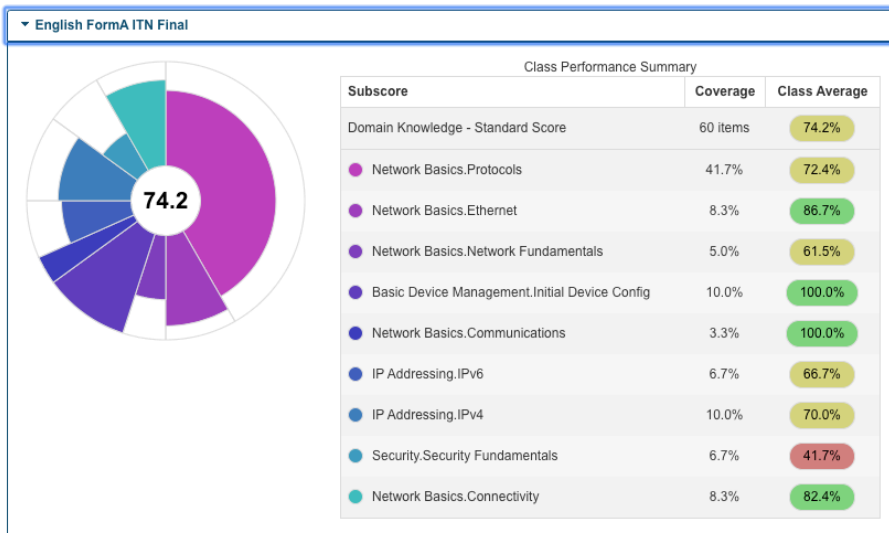 English FormA ITN Final
Class Performance Summary
Subscore Coverage Class Average
Domain Knowledge - Standard Score 60 items 74.2%
Network Basics.Protocols 41.7% 72.4%
Network Basics.Ethernet 8.3% 86.7%
Network Basics.Network Fundamentals 5.0% 61.5%
Basic Device Management.Initial Device Config 10.0% 100.0%
Network Basics.Communications 3.3% 100.0%
IP Addressing.IPv6 6.7% 66.7%
IP Addressing.IPv4 10.0% 70.0%
Security.Security Fundamentals 6.7% 41.7%
Network Basics.Connectivity 8.3% 82.4%
74.2